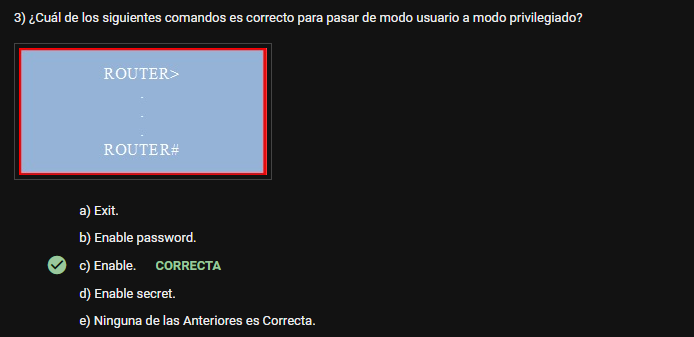 3) ¿Cuál de los siguientes comandos es correcto para pasar de modo usuario a modo privilegiado?
ROUTER>
.
.
.
ROUTER#
a) Exit.
b) Enable password.
c) Enable. CORRECTA
d) Enable secret.
e) Ninguna de las Anteriores es Correcta.